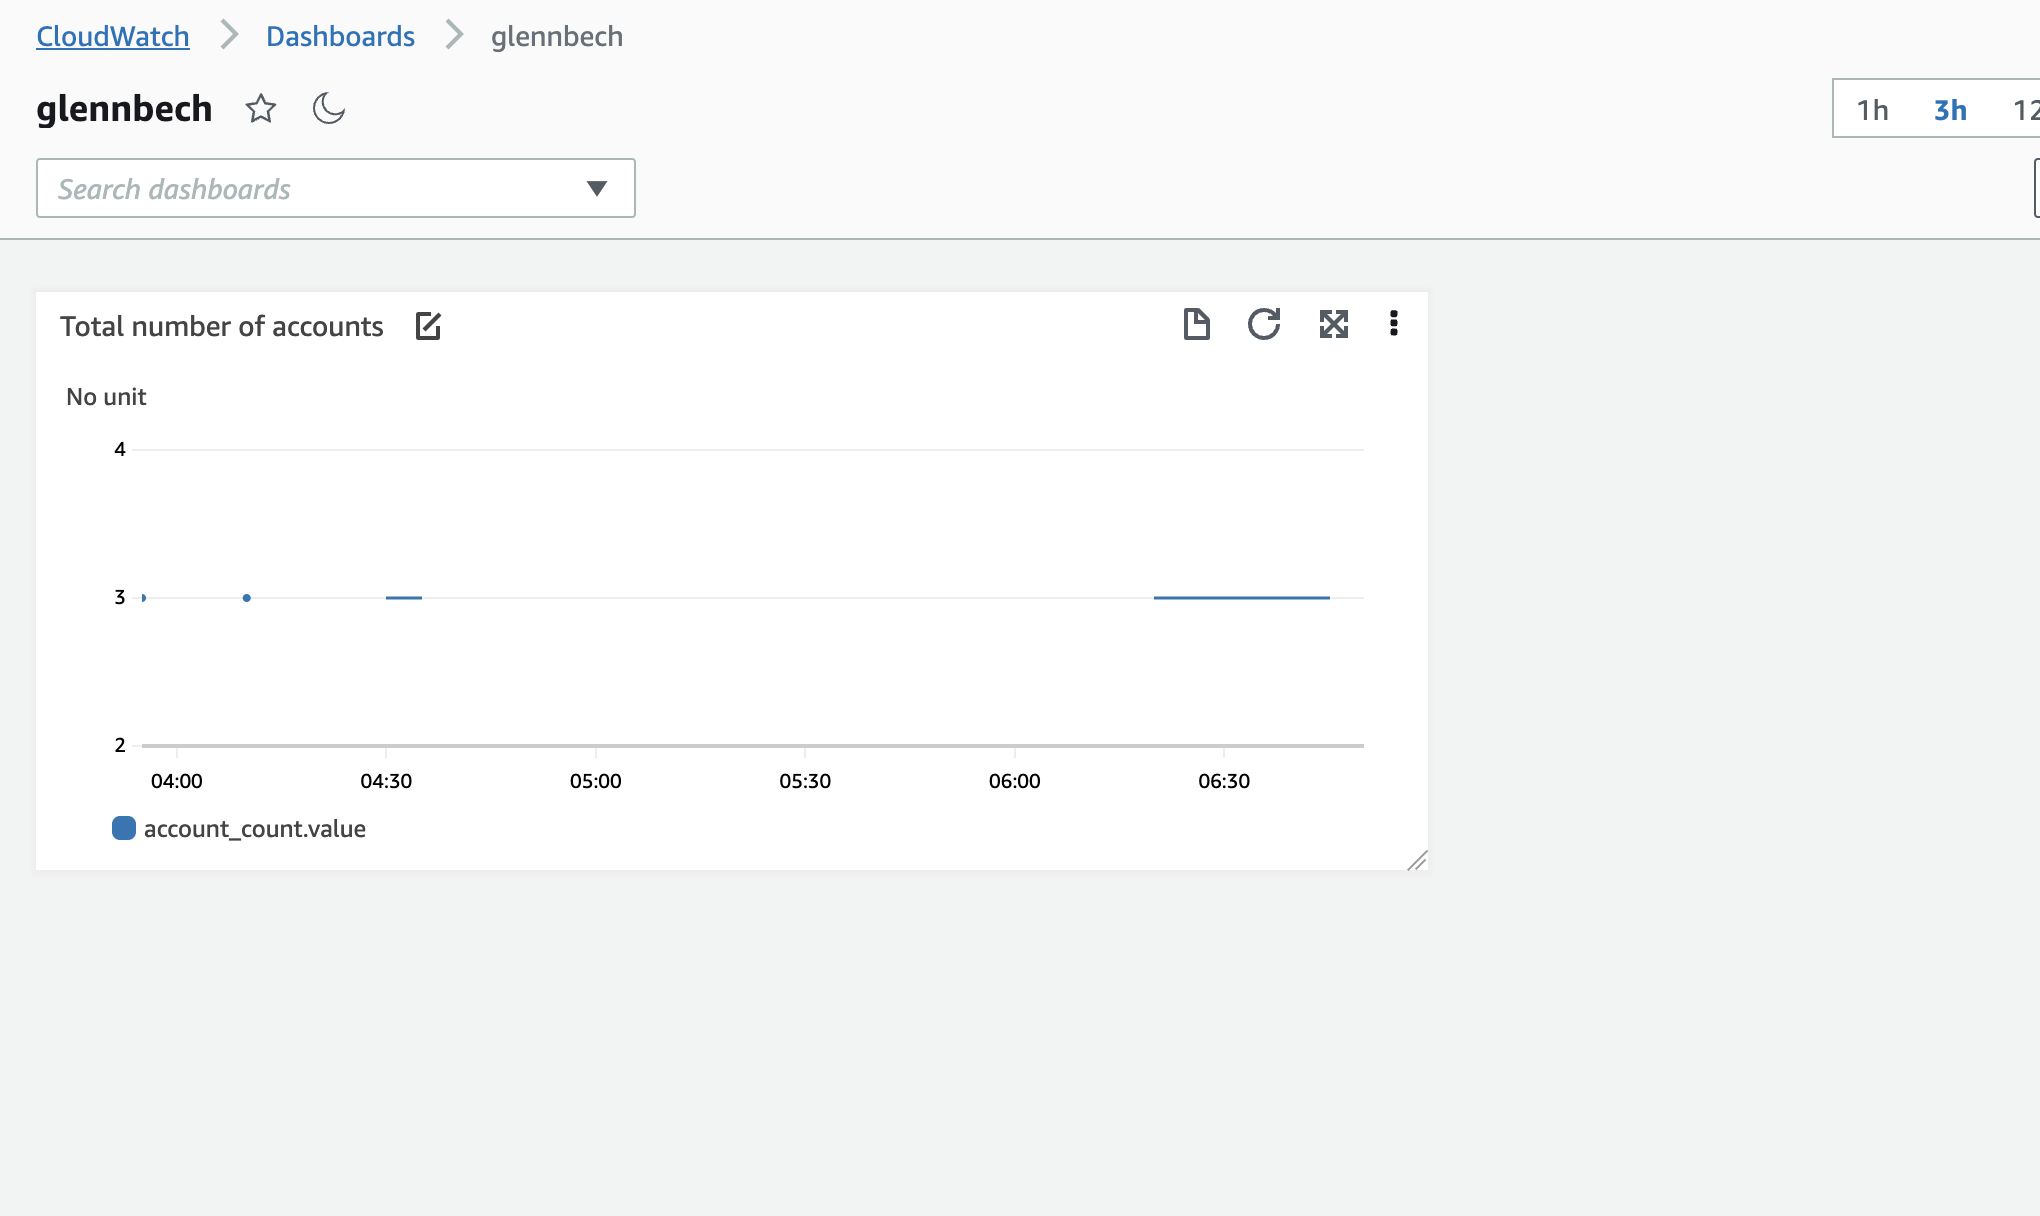 CloudWatch Dashboards glennbech
glennbech
1h 3h 12
Search dashboards
Total number of accounts
No unit
4
3
2
04:00 04:30 05:00 05:30 06:00 06:30
account_count.value